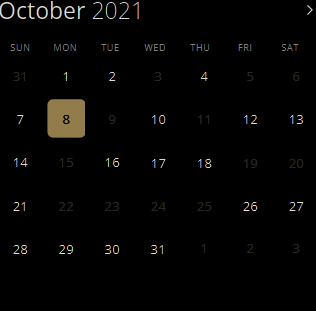 October 2021
SUN MON TUE WED THU FRI SAT
31 1 2 3 4 5 6
7 8 9 10 11 12 13
14 15 16 17 18 19 20
21 22 23 24 25 26 27
28 29 30 31 1 2 3